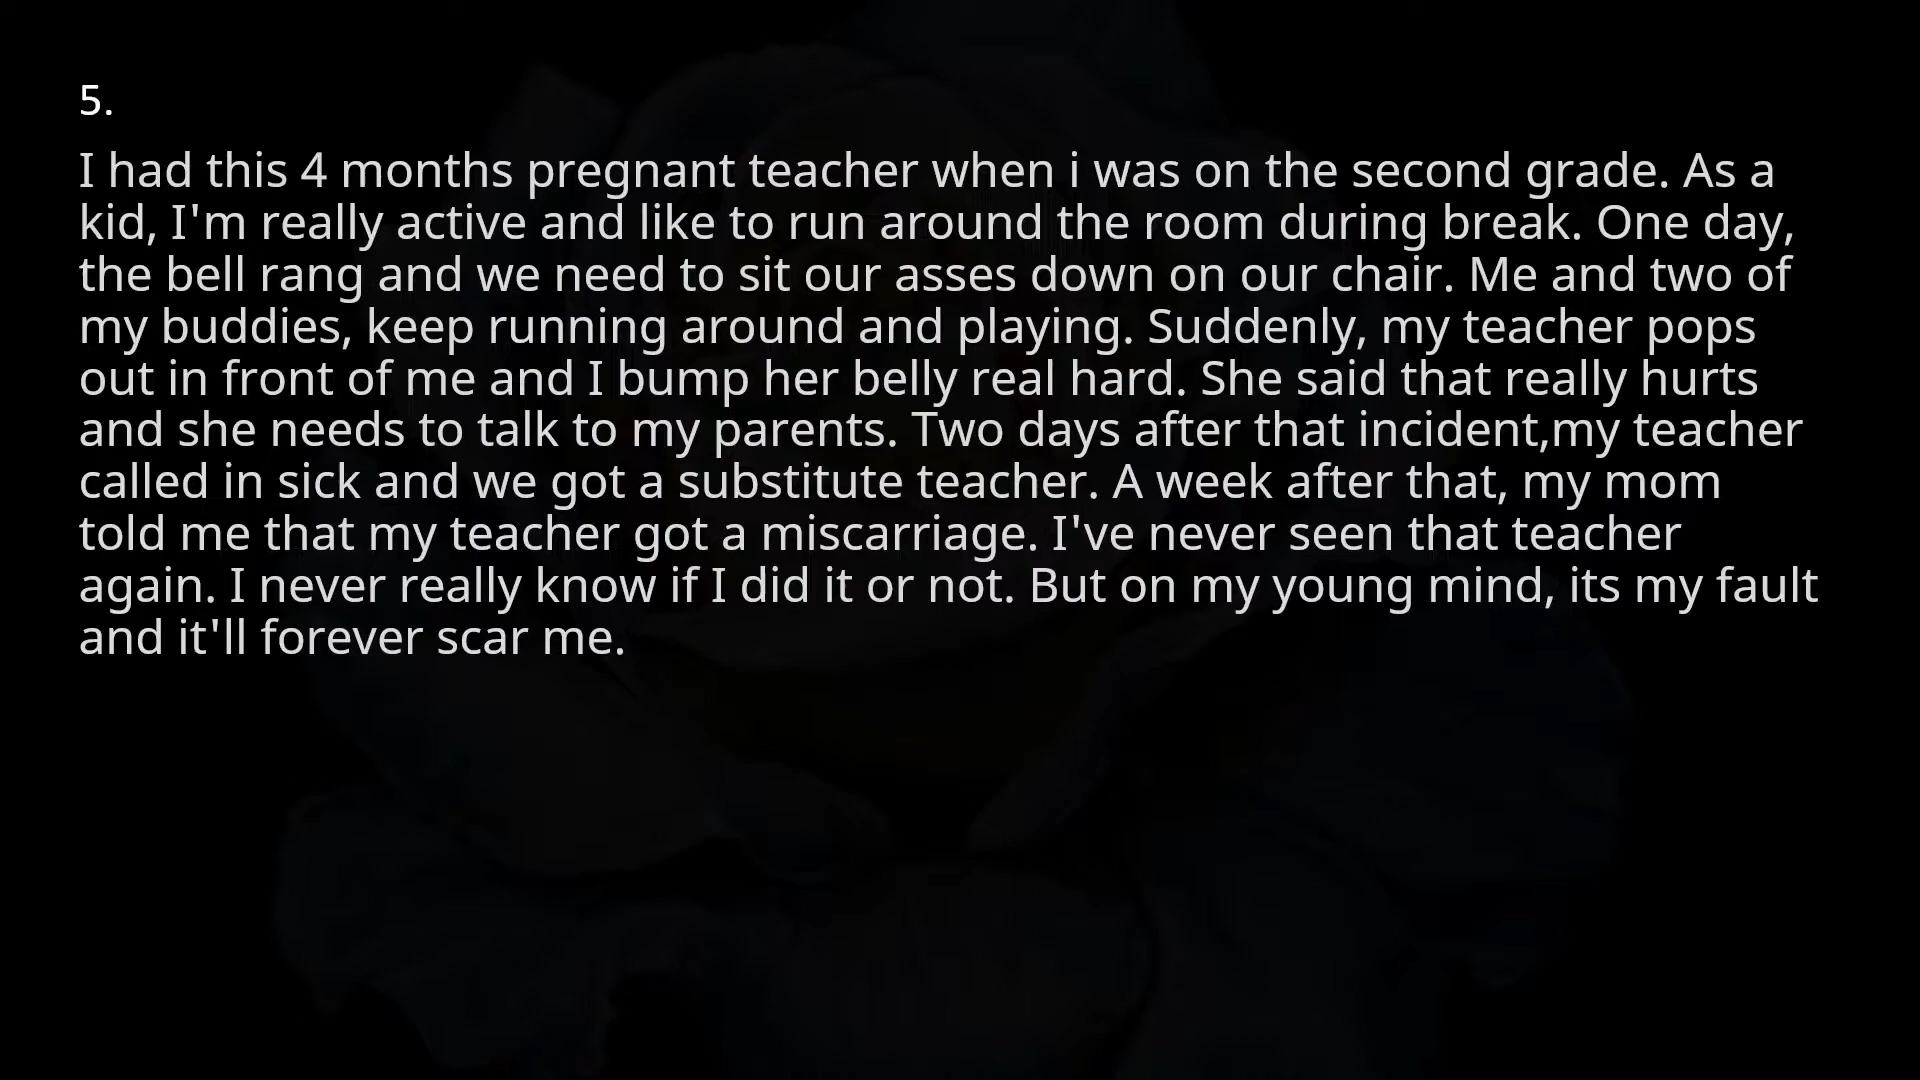 5.
I had this 4 months pregnant teacher when i was on the second grade. As a
kid, I'm really active and like to run around the room during break. One day,
the bell rang and we need to sit our asses down on our chair. Me and two of
my buddies, keep running around and playing. Suddenly, my teacher pops
out in front of me and I bump her belly real hard. She said that really hurts
and she needs to talk to my parents. Two days after that incident,my teacher
called in sick and we got a substitute teacher. A week after that, my mom
told me that my teacher got a miscarriage. I've never seen that teacher
again. I never really know if I did it or not. But on my young mind, its my fault
and it'll forever scar me.